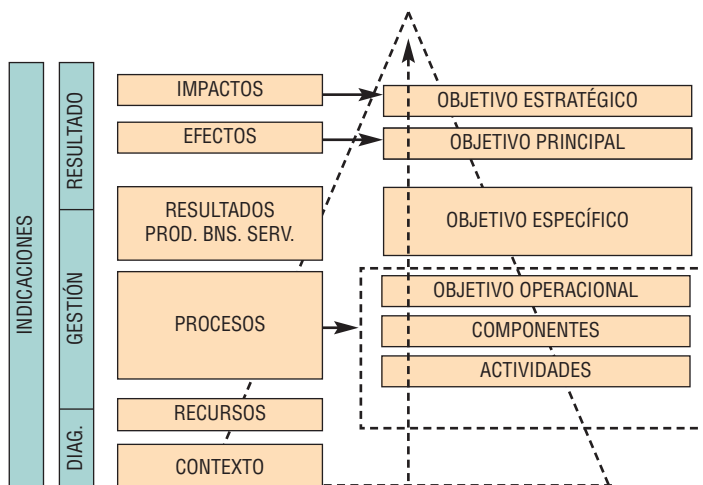 INDICACIONES
RESULTADO
GESTIÓN
DIAG.
IMPACTOS
EFECTOS
RESULTADOS
PROD. BNS. SERV.
PROCESOS
RECURSOS
CONTEXTO
OBJETIVO ESTRATÉGICO
OBJETIVO PRINCIPAL
OBJETIVO ESPECÍFICO
OBJETIVO OPERACIONAL
COMPONENTES
ACTIVIDADES